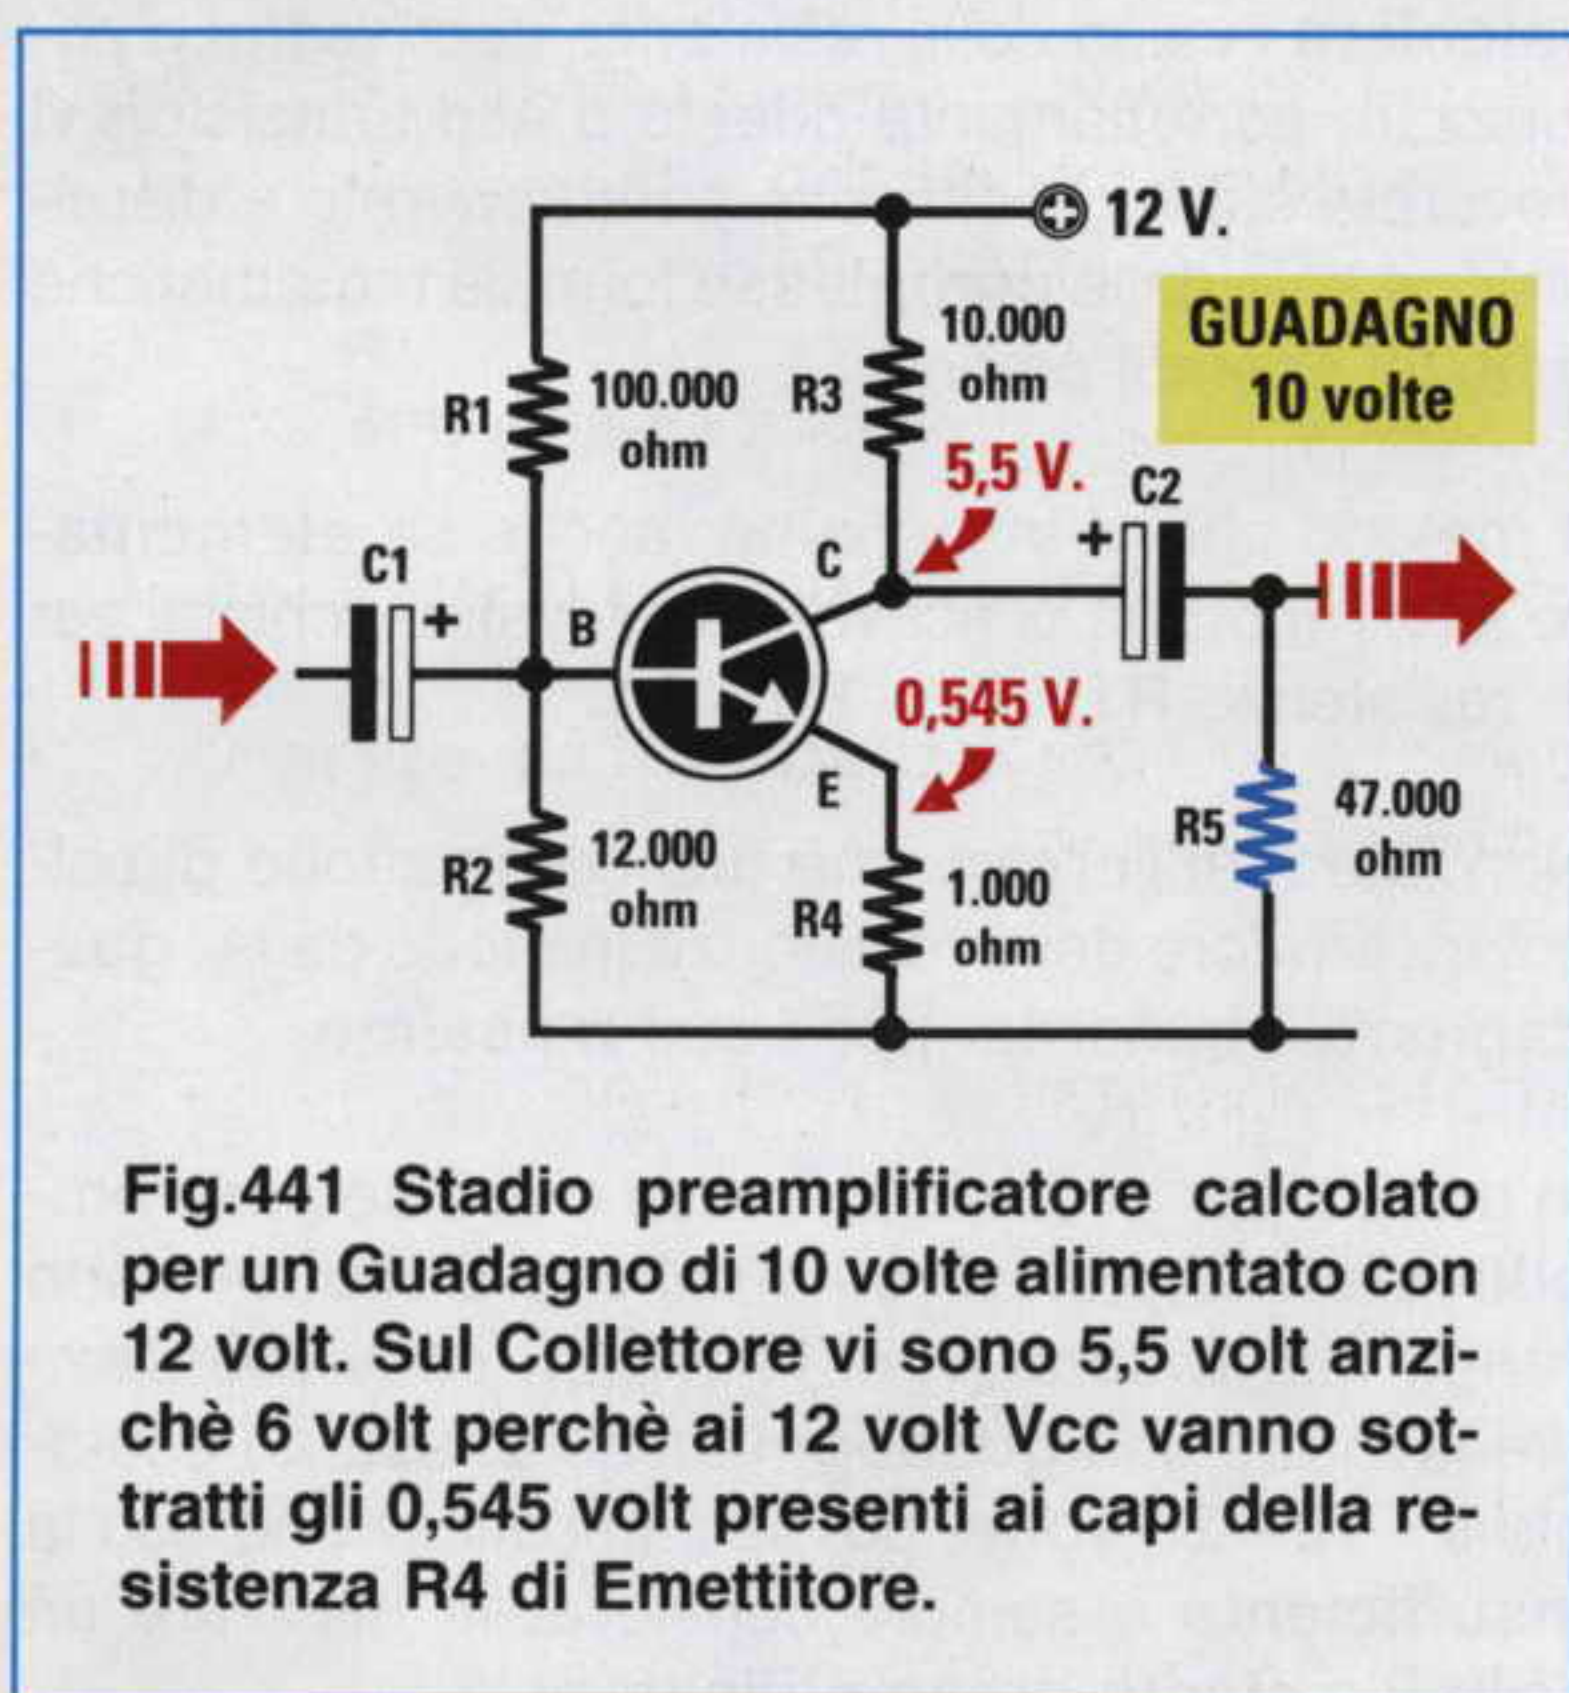 12 V.
GUADAGNO
10 volte
10.000
ohm
R3
R1
100.000
ohm
5,5 V.
C2
+
C
C1
+
B
0,545 V.
E
R2
12.000
ohm
R4
1.000
ohm
R5
47.000
ohm
Fig.441 Stadio preamplificatore calcolato
per un Guadagno di 10 volte alimentato con
12 volt. Sul Collettore vi sono 5,5 volt anzi-
chè 6 volt perchè ai 12 volt Vcc vanno sot-
tratti gli 0,545 volt presenti ai capi della re-
sistenza R4 di Emettitore.